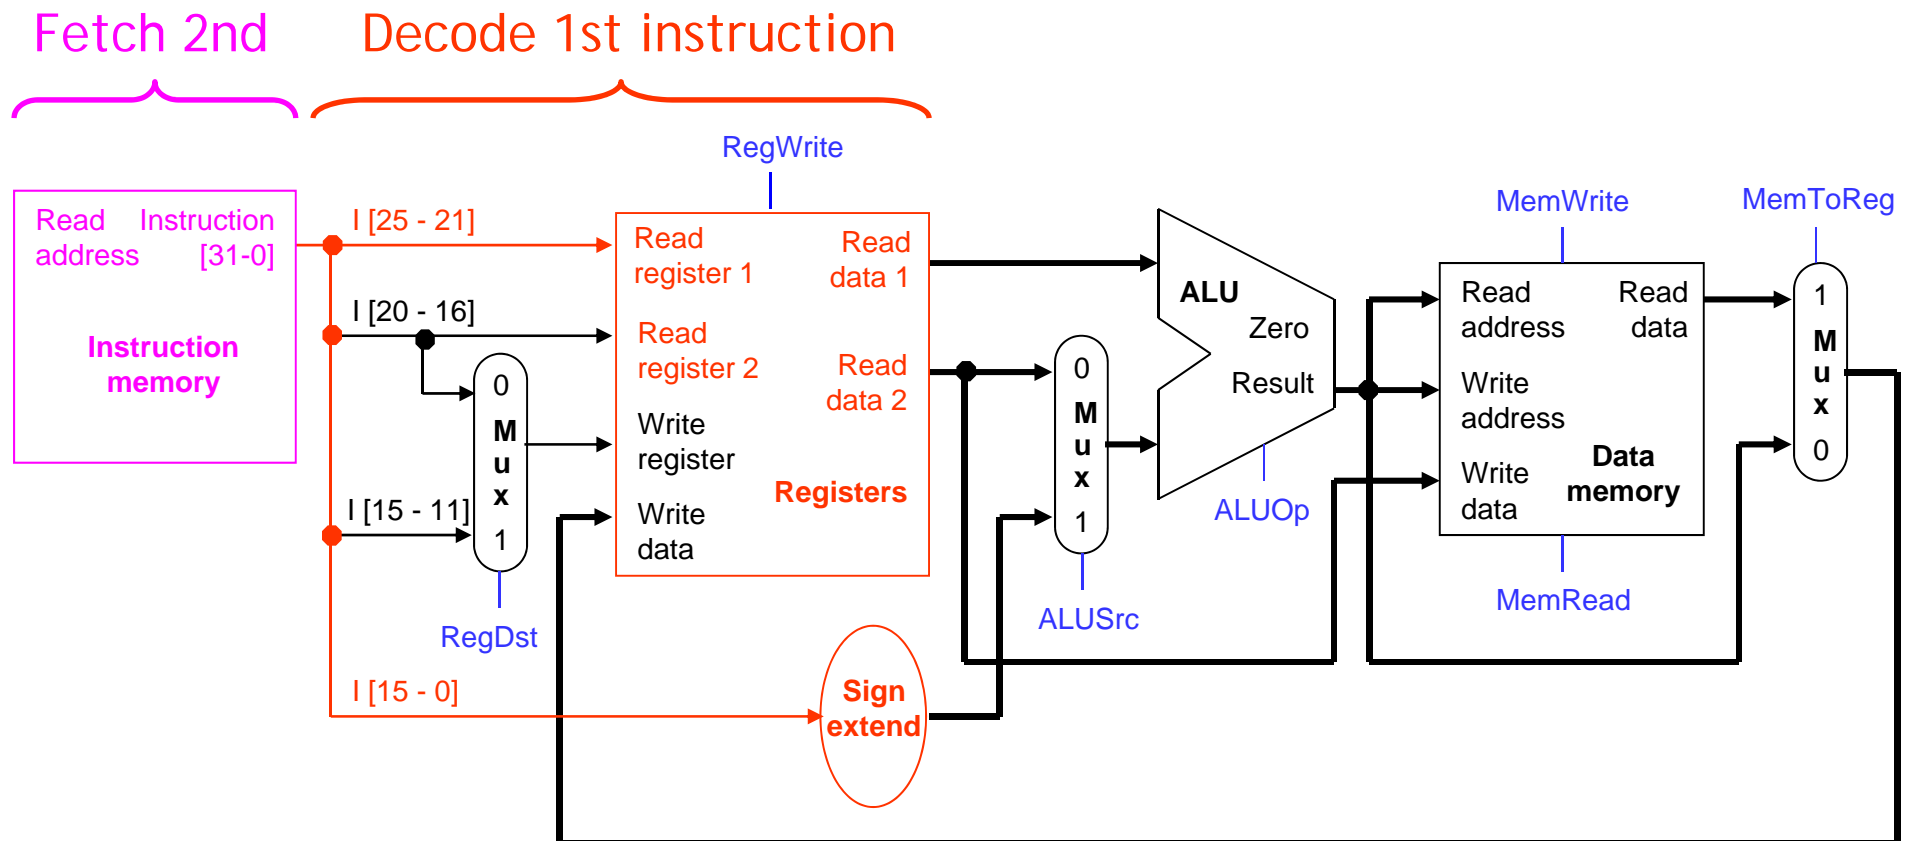 Fetch 2nd
Decode 1st instruction
RegWrite
Read Instruction
address [31-0]
Instruction
memory
I [25 - 21]
I [20 - 16]
I [15 - 11]
I [15 - 0]
0
M
u
x
1
RegDst
Read
register 1
Read
data 1
Read
register 2
Read
data 2
Write
register
Registers
Write
data
Sign
extend
0
M
u
x
1
ALUSrc
ALU
Zero
Result
ALUOp
MemWrite
Read
address
Read
data
Write
address
Write
data
Data
memory
MemRead
MemToReg
1
M
u
x
0